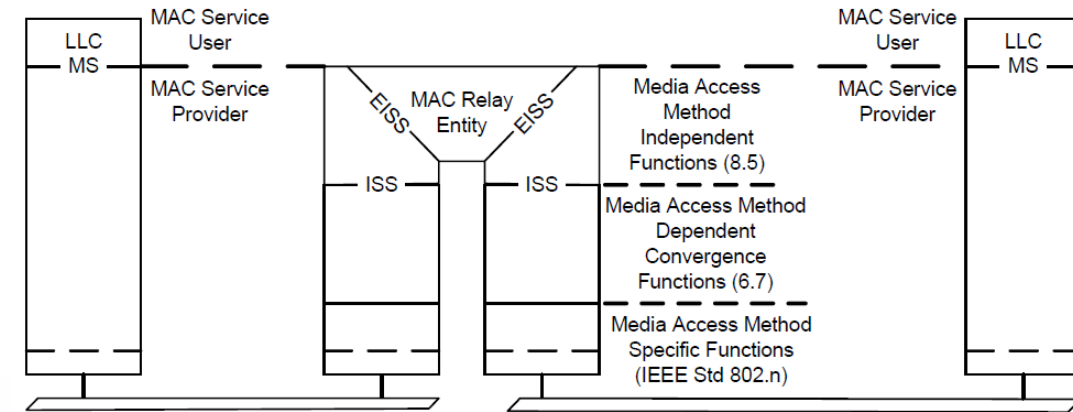 MAC Service
User
LLC
MS
MAC Service
Provider
EISS
MAC Relay
Entity
EISS
ISS
ISS
Media Access
Method
Independent
Functions (8.5)
Media Access Method
Dependent
Convergence
Functions (6.7)
Media Access Method
Specific Functions
(IEEE Std 802.n)
MAC Service
User
MAC Service
Provider
LLC
MS